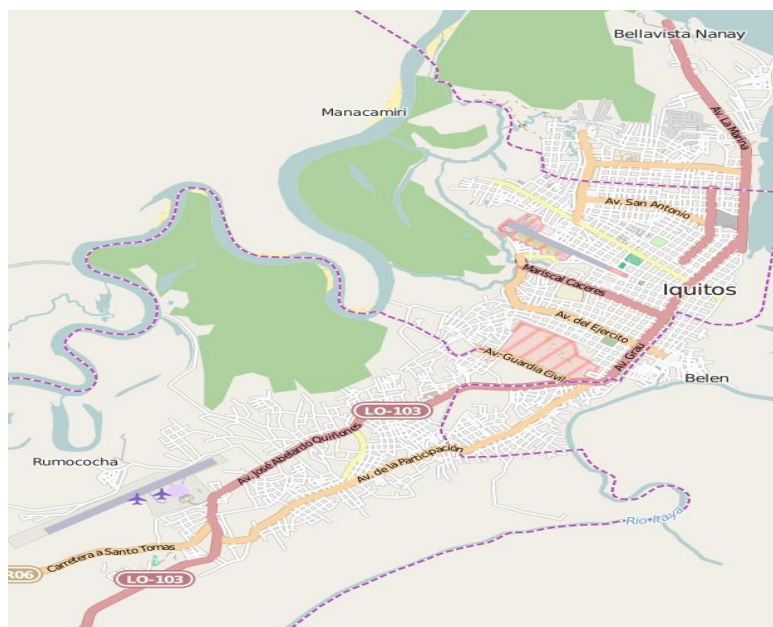 Bellavista Nanay
Manacamiri
Av. La Marina
Av. San Antonio
Mariscal Caceres
Iquitos
Av. del Ejercito
Av. Grau
Av. Guardia Civil
Belen
LO-103
Av. José Abelardo Quiñones
Rumococha
Av. de la Participación
Rio Itaya
Carretera a Santo Tomas
R06
LO-103